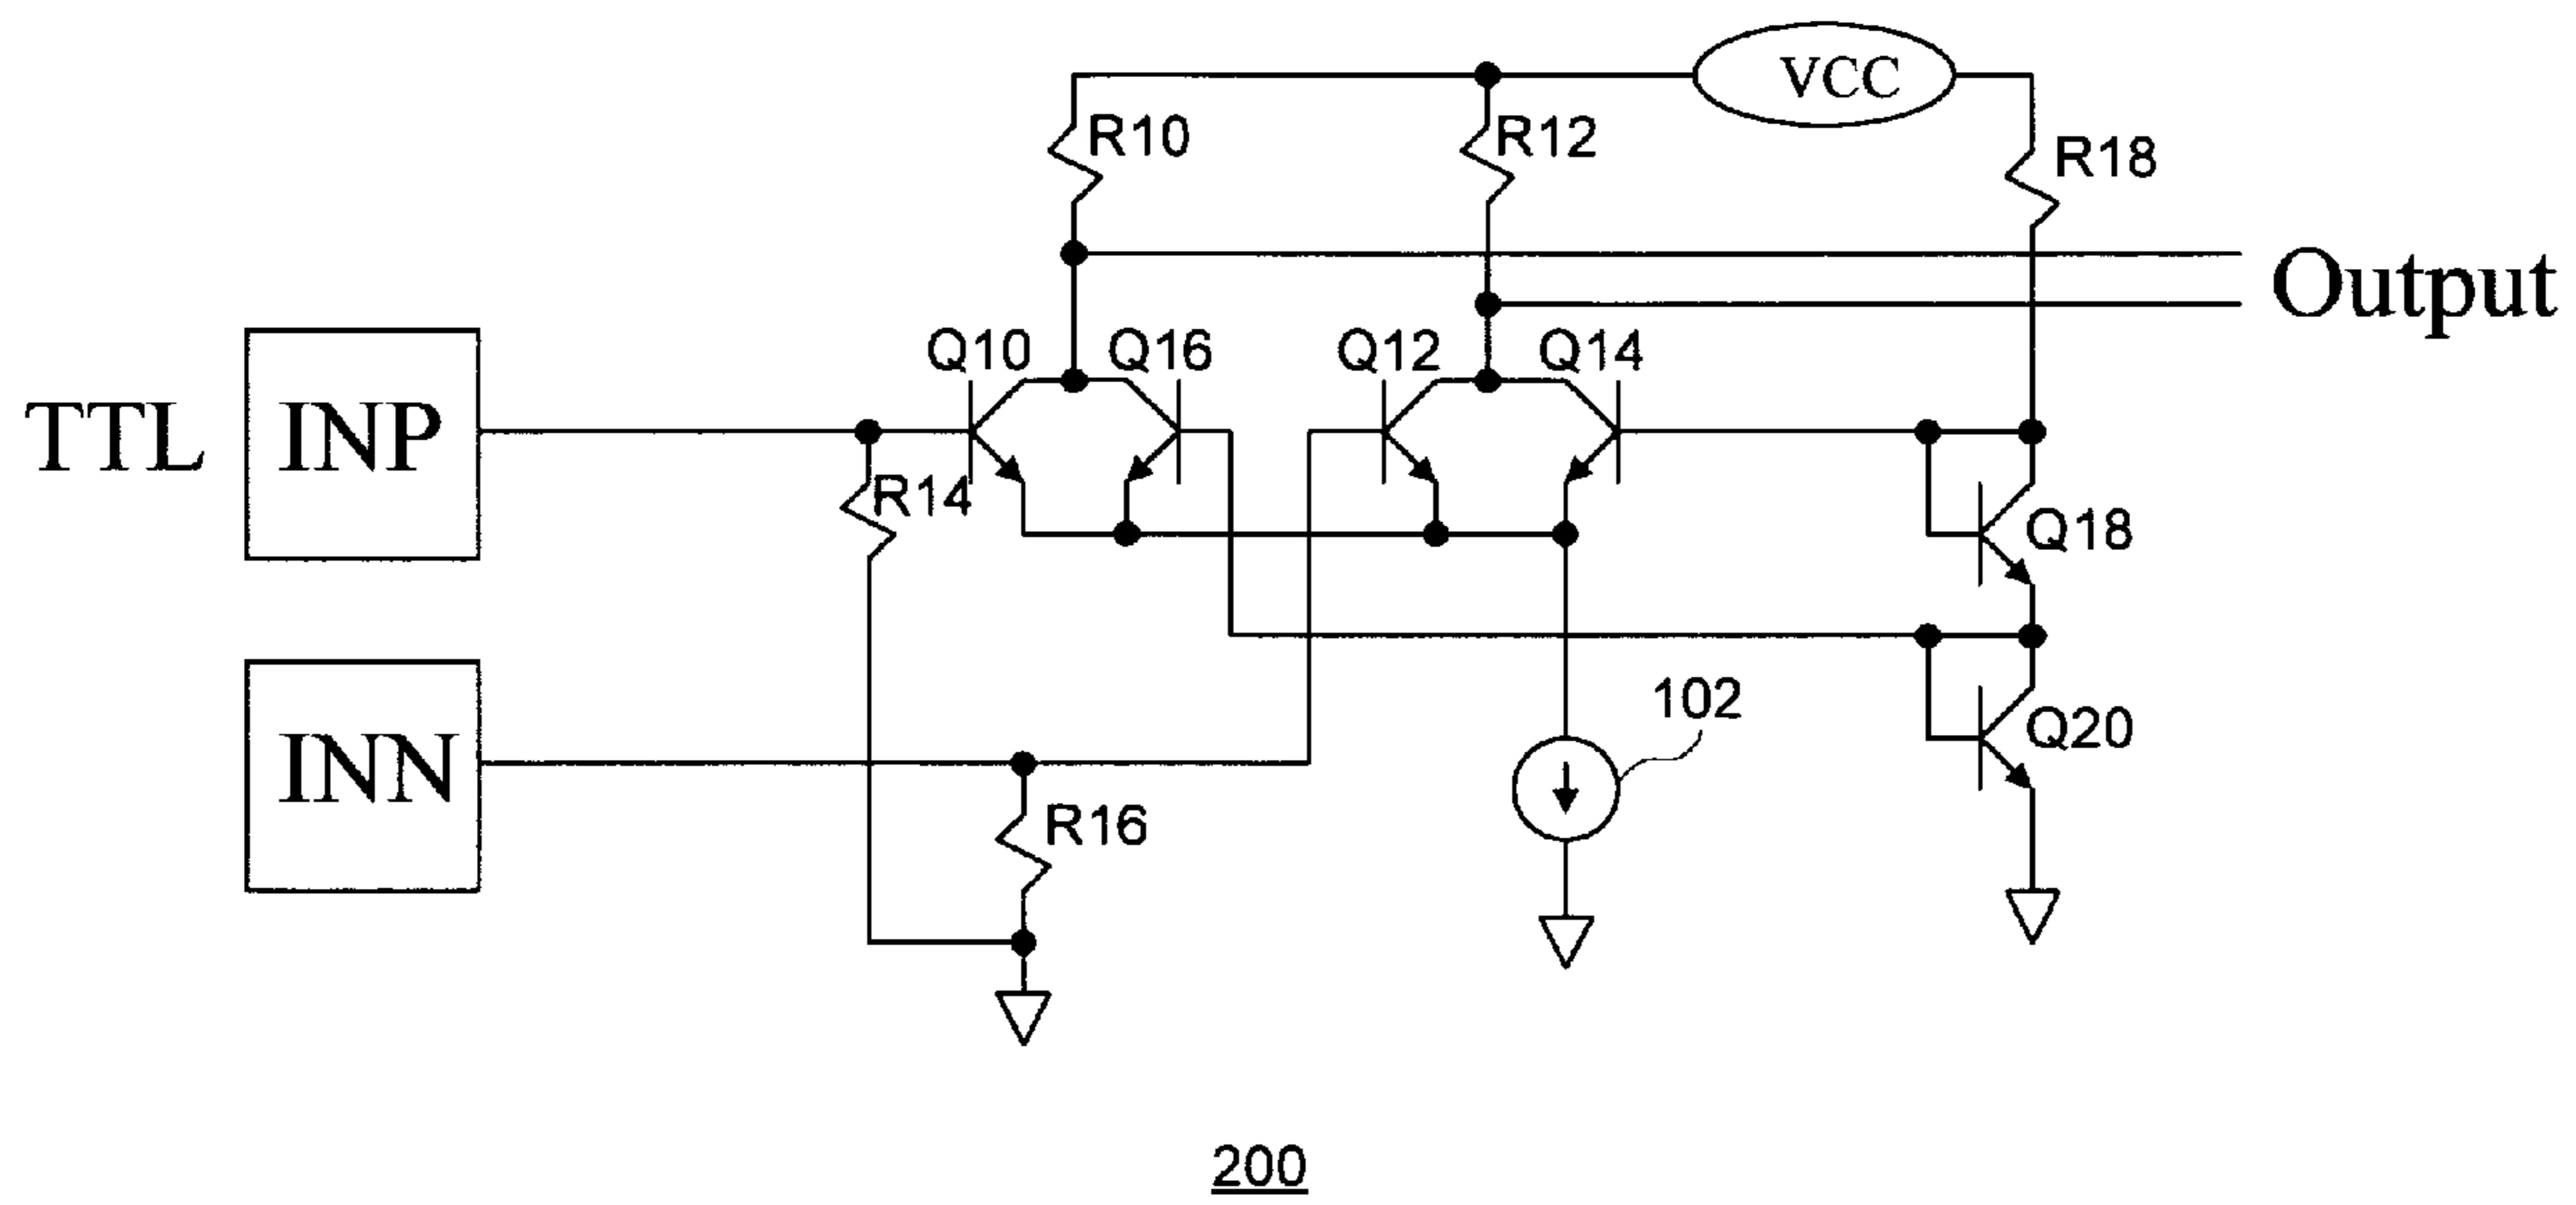 VCC
R10
R12
R18
Output
Q10
Q16
Q12
Q14
TTL
INP
R14
Q18
102
Q20
INN
R16
200